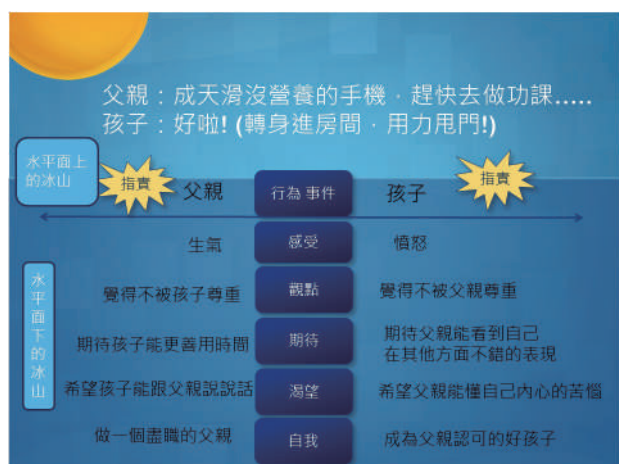 父親：成天滑沒營養的手機，趕快去做功課.....
孩子：好啦! (轉身進房間，用力甩門!)
水平面上
的冰山
指責
父親
行為 事件
孩子
指責
生氣
感受
憤怒
水平面下的冰山
覺得不被孩子尊重
觀點
覺得不被父親尊重
期待孩子能更善用時間
期待
期待父親能看到自己
在其他方面不錯的表現
希望孩子能跟父親說說話
渴望
希望父親能懂自己內心的苦惱
做一個盡職的父親
自我
成為父親認可的好孩子